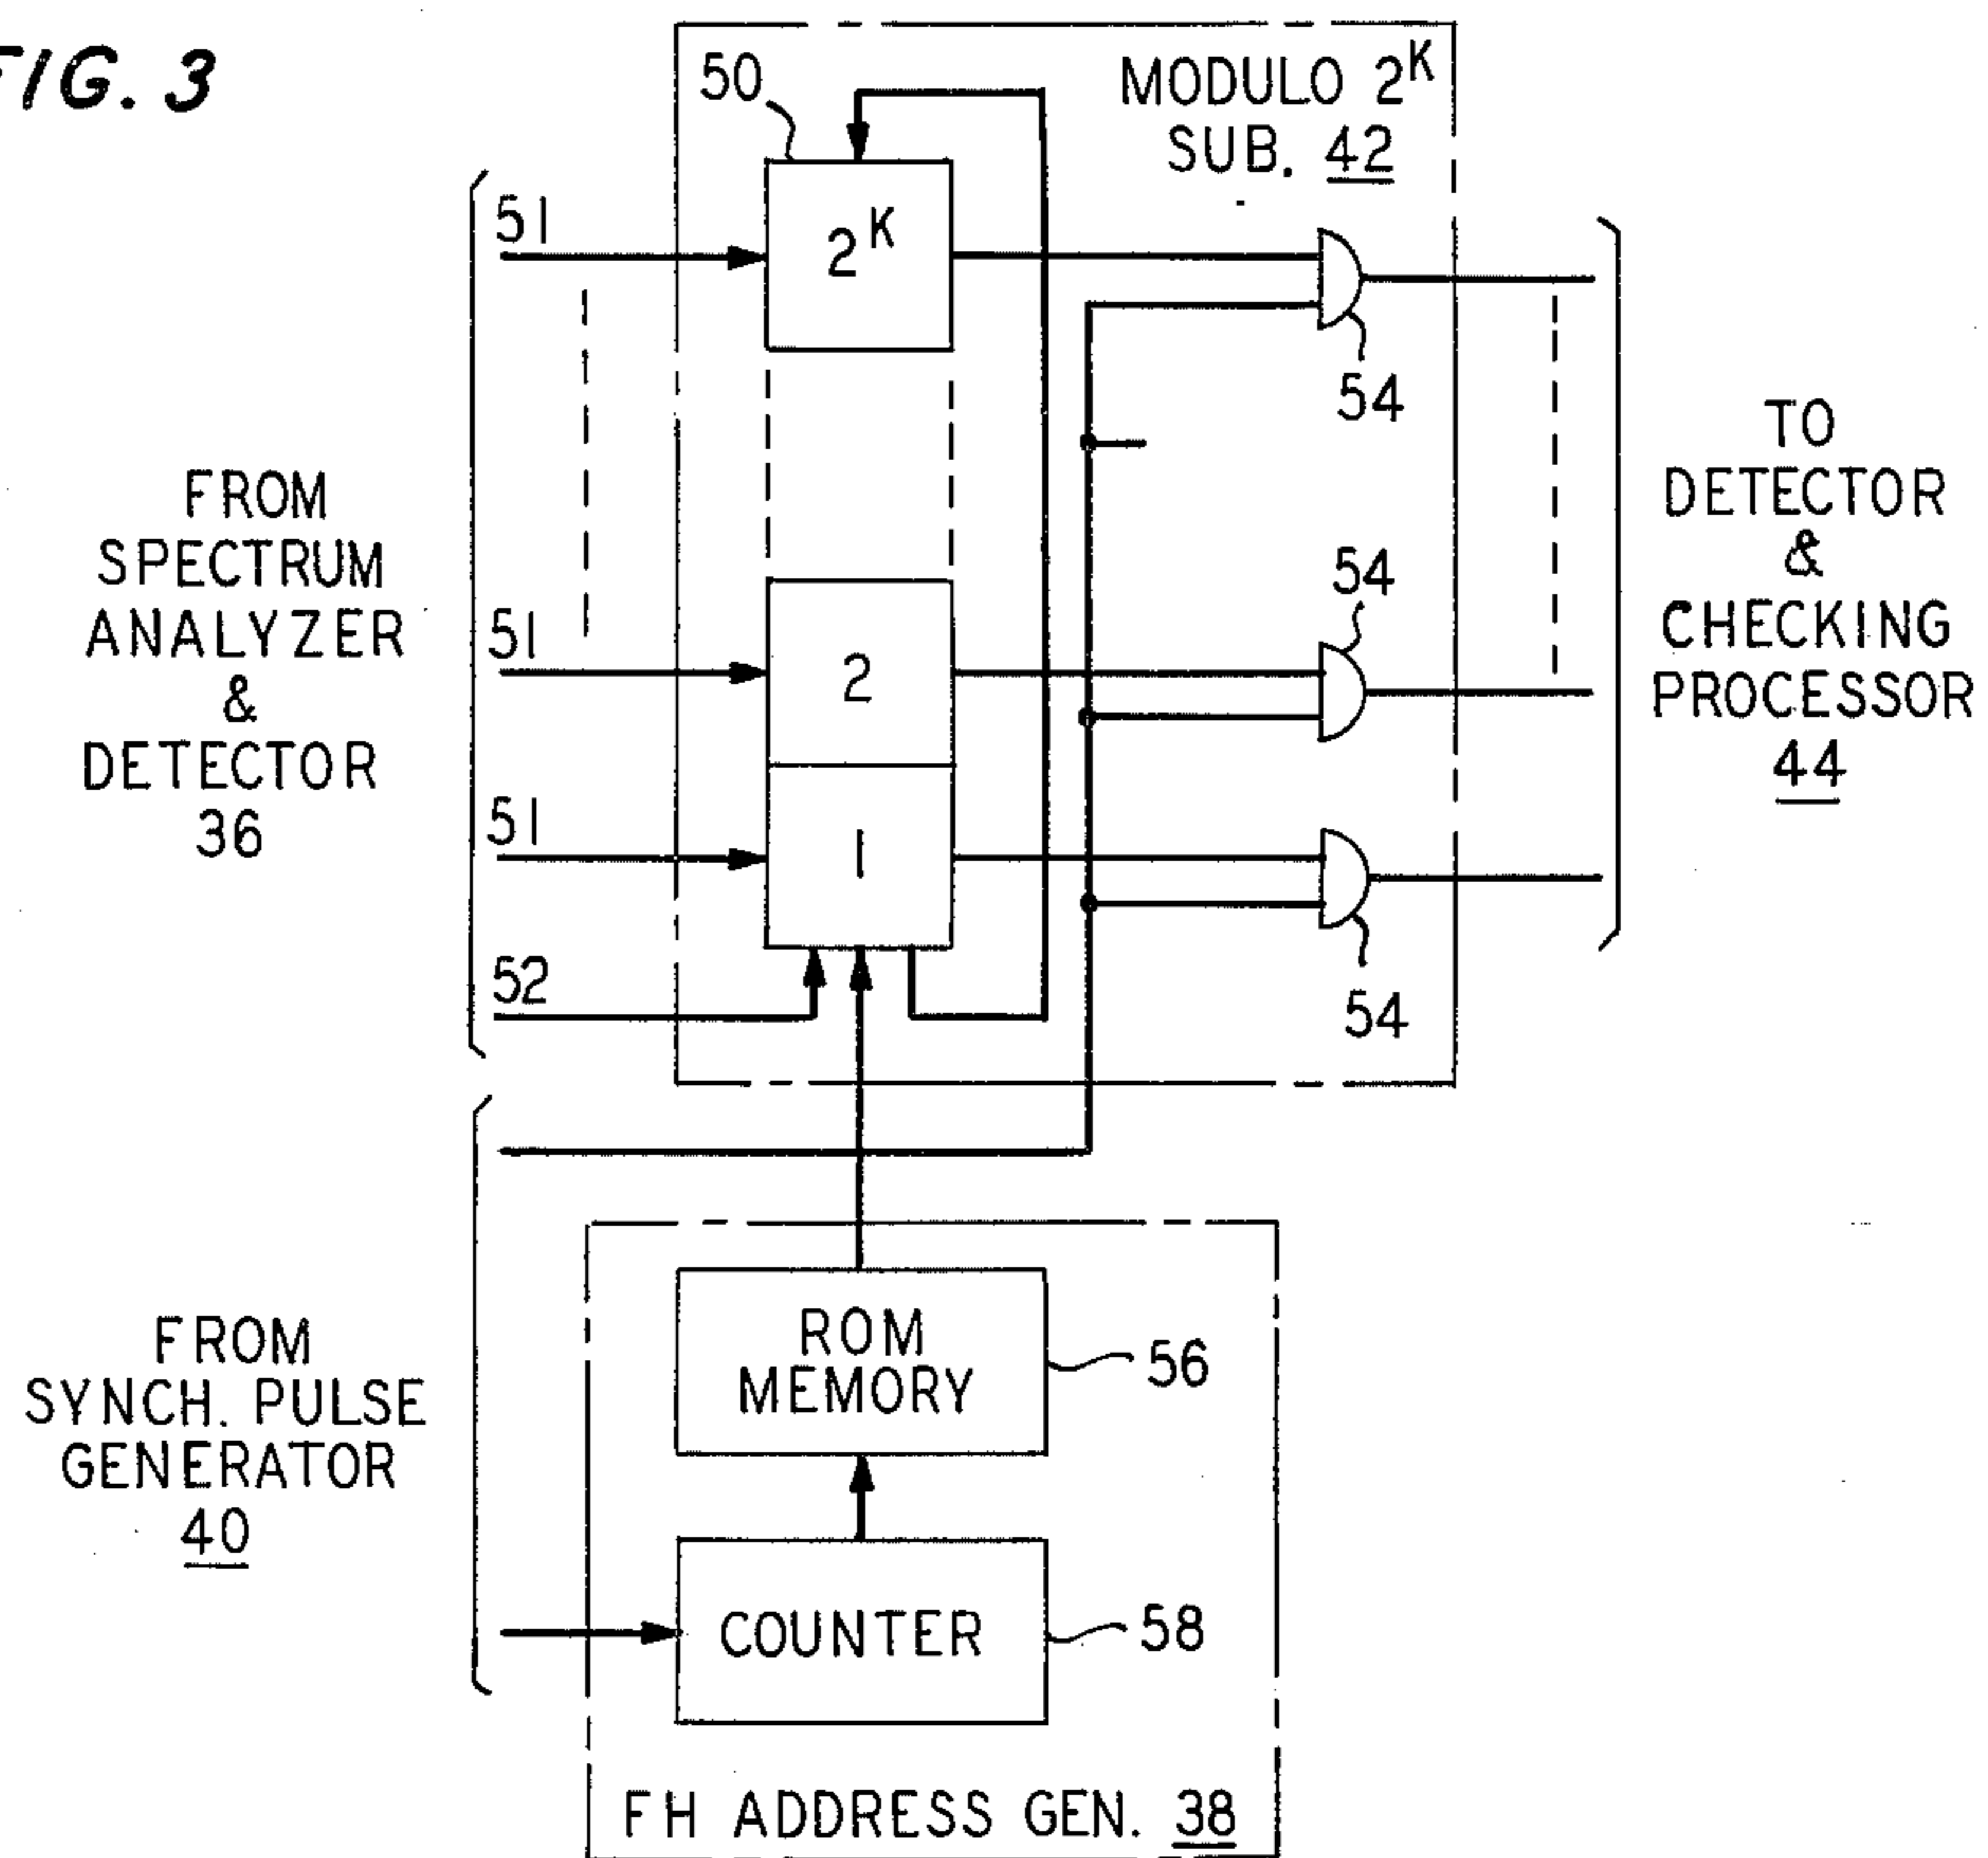 FIG. 3
50
MODULO 2^K
SUB. 42
51
2^K
54
FROM
SPECTRUM
ANALYZER
&
DETECTOR
36
TO
DETECTOR
&
CHECKING
PROCESSOR
44
54
51
2
51
1
52
54
FROM
SYNCH. PULSE
GENERATOR
40
ROM
MEMORY
56
COUNTER
58
FH ADDRESS GEN. 38